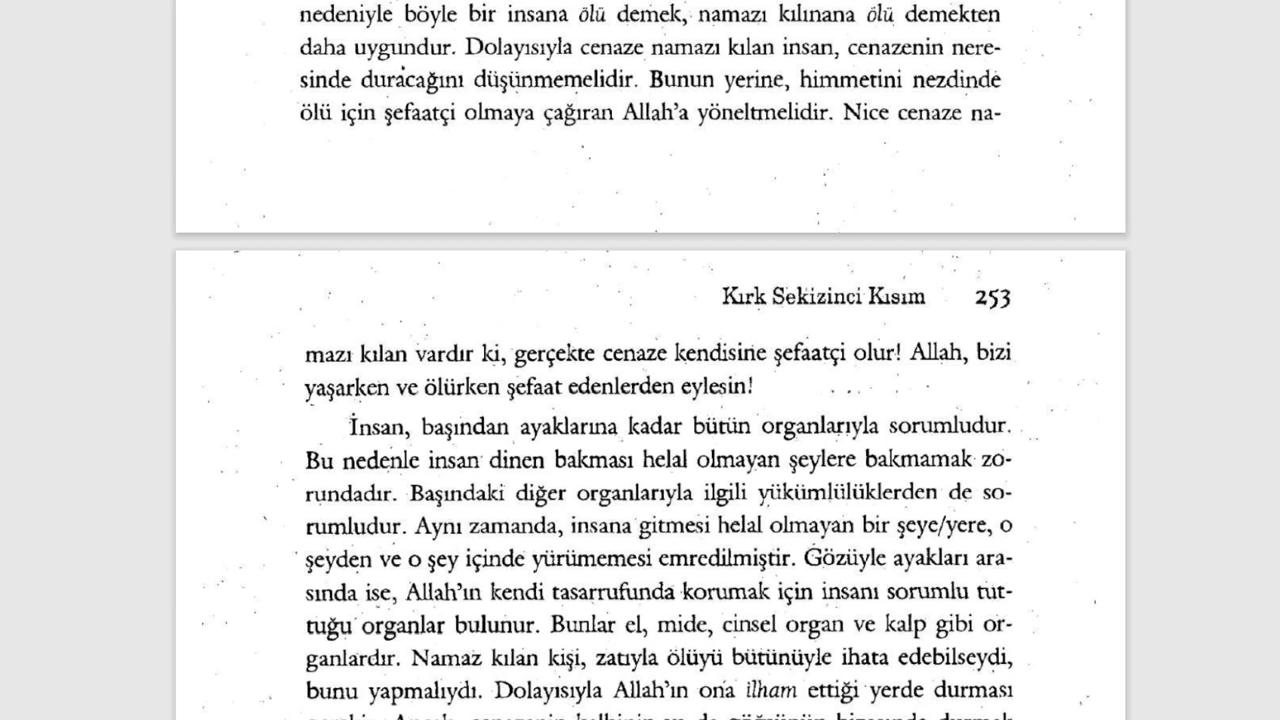 nedeniyle böyle bir insana ölü demek, namazı kılınana ölü demekten
daha uygundur. Dolayısıyla cenaze namazı kılan insan, cenazenin nere-
sinde duracağını düşünmemelidir. Bunun yerine, himmetini nezdinde
ölü için şefaatçi olmaya çağıran Allah'a yöneltmelidir. Nice cenaze na-
Kırk Sekizinci Kısım 253
mazı kılan vardır ki, gerçekte cenaze kendisine şefaatçi olur! Allah, bizi
yaşarken ve ölürken şefaat edenlerden eylesin!
İnsan, başından ayaklarına kadar bütün organlarıyla sorumludur.
Bu nedenle insan dinen bakması helal olmayan şeylere bakmamak zo-
rundadır. Başındaki diğer organlarıyla ilgili yükümlülüklerden de so-
rumludur. Aynı zamanda, insana gitmesi helal olmayan bir şeye/yere, o
şeyden ve o şey içinde yürümemesi emredilmiştir. Gözüyle ayakları ara-
sında ise, Allah'ın kendi tasarrufunda korumak için insanı sorumlu tut-
tuğu organlar bulunur. Bunlar el, mide, cinsel organ ve kalp gibi or-
ganlardır. Namaz kılan kişi, zatıyla ölüyü bütünüyle ihata edebilseydi,
bunu yapmalıydı. Dolayısıyla Allah'ın ona ilham ettiği yerde durması